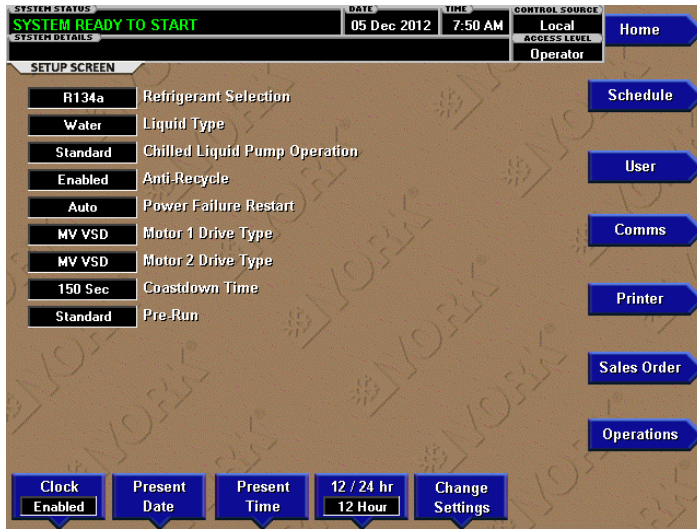 SYSTEM STATUS
SYSTEM READY TO START
DATE
05 Dec 2012
TIME
7:50 AM
CONTROL SOURCE
Local
SYSTEM DETAILS
ACCESS LEVEL
Operator
Home
SETUP SCREEN
R134a Refrigerant Selection
Schedule
Water Liquid Type
Standard Chilled Liquid Pump Operation
User
Enabled Anti-Recycle
Auto Power Failure Restart
MV VSD Motor 1 Drive Type
Comms
MV VSD Motor 2 Drive Type
150 Sec Coastdown Time
Printer
Standard Pre-Run
Sales Order
Operations
Clock
Enabled
Present
Date
Present
Time
12 / 24 hr
12 Hour
Change
Settings
YORK